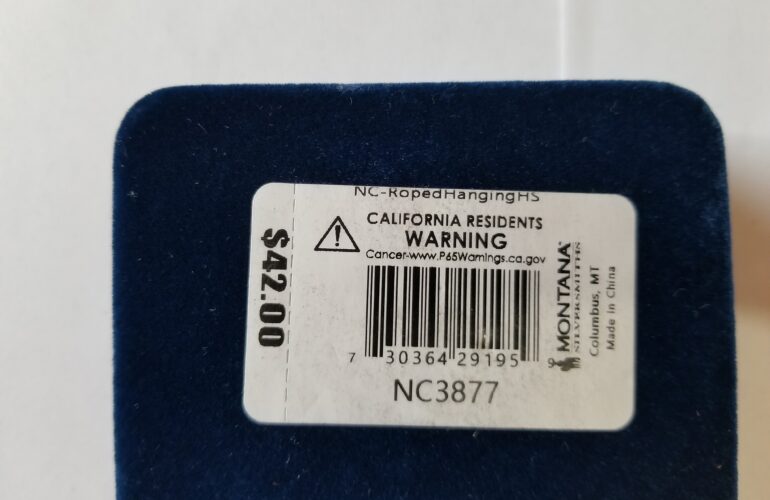 NC-RopedHangingHS
CALIFORNIA RESIDENTS
WARNING
Cancer-www.P65Warnings.ca.gov
$42.00
7 30364 29195 9
NC3877
MONTANA
SILVERSMITHS
Columbus, MT
Made in China